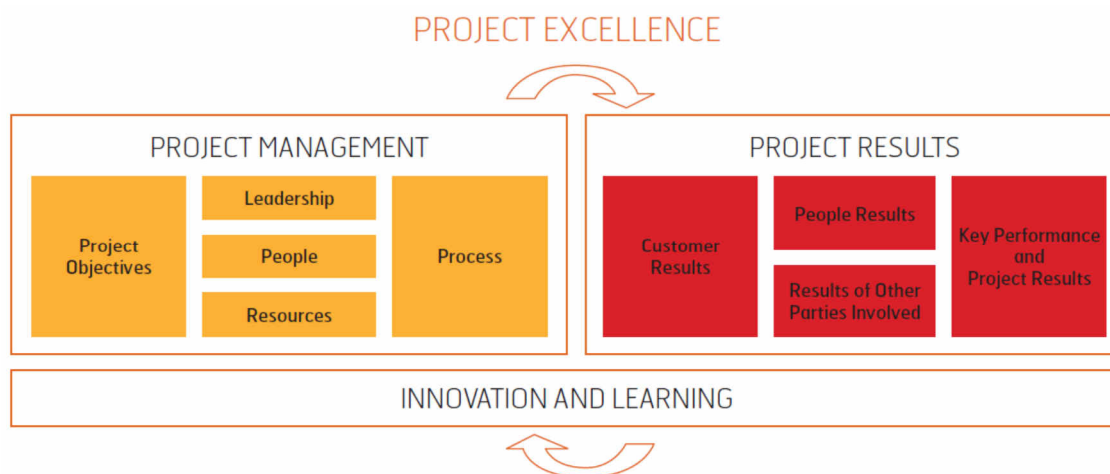 PROJECT EXCELLENCE
PROJECT MANAGEMENT
Project
Objectives
Leadership
People
Resources
Process
PROJECT RESULTS
Customer
Results
People Results
Results of Other
Parties Involved
Key Performance
and
Project Results
INNOVATION AND LEARNING